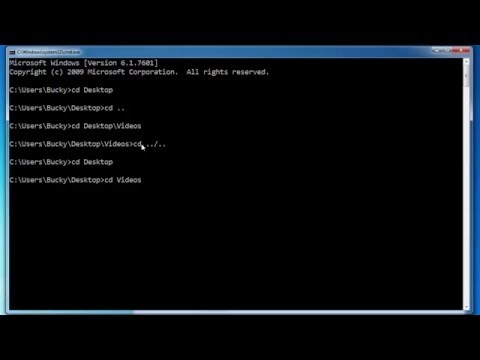 C:\Windows\system32\cmd.exe
Microsoft Windows [Version 6.1.7601]
Copyright (c) 2009 Microsoft Corporation.  All rights reserved.
C:\Users\Bucky>cd Desktop
C:\Users\Bucky\Desktop>cd ..
C:\Users\Bucky>cd Desktop\Videos
C:\Users\Bucky\Desktop\Videos>cd ../..
C:\Users\Bucky>cd Desktop
C:\Users\Bucky\Desktop>cd Videos